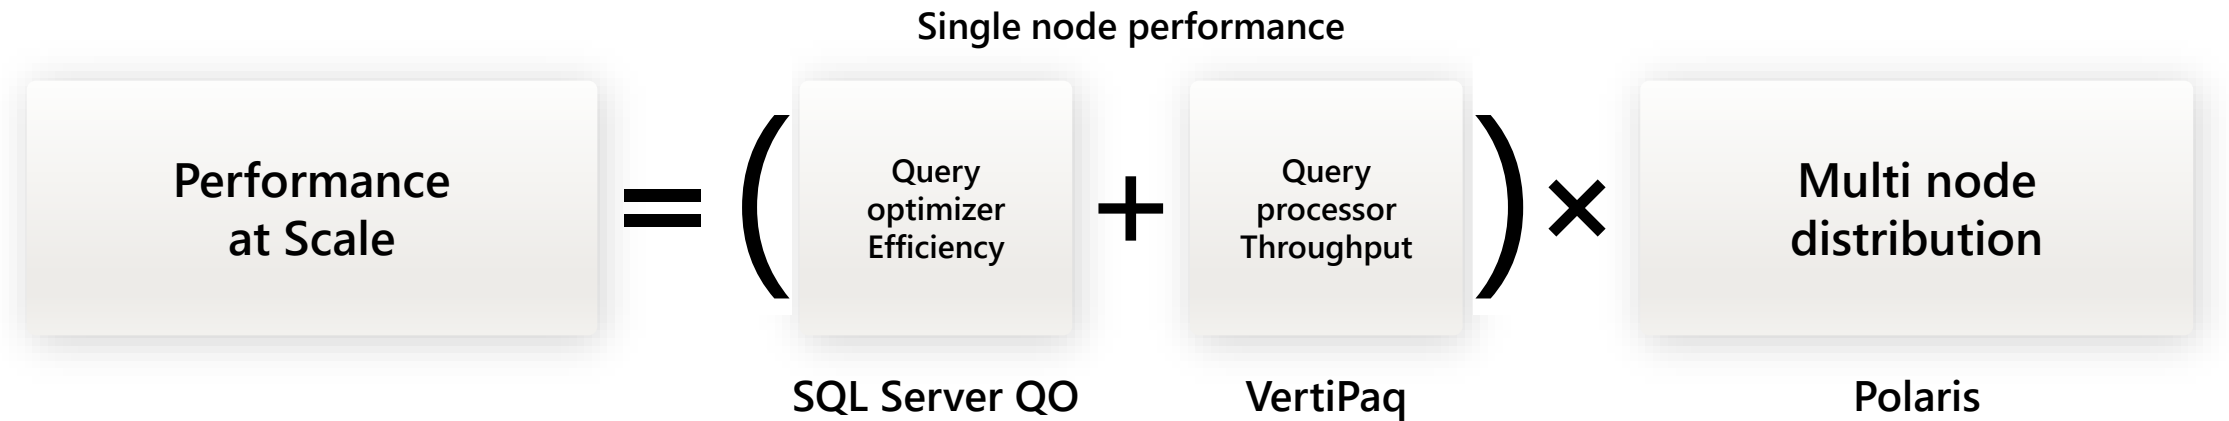 Single node performance
Performance
at Scale
=
(
Query
optimizer
Efficiency
+
Query
processor
Throughput
)
×
Multi node
distribution
SQL Server QO
VertiPaq
Polaris